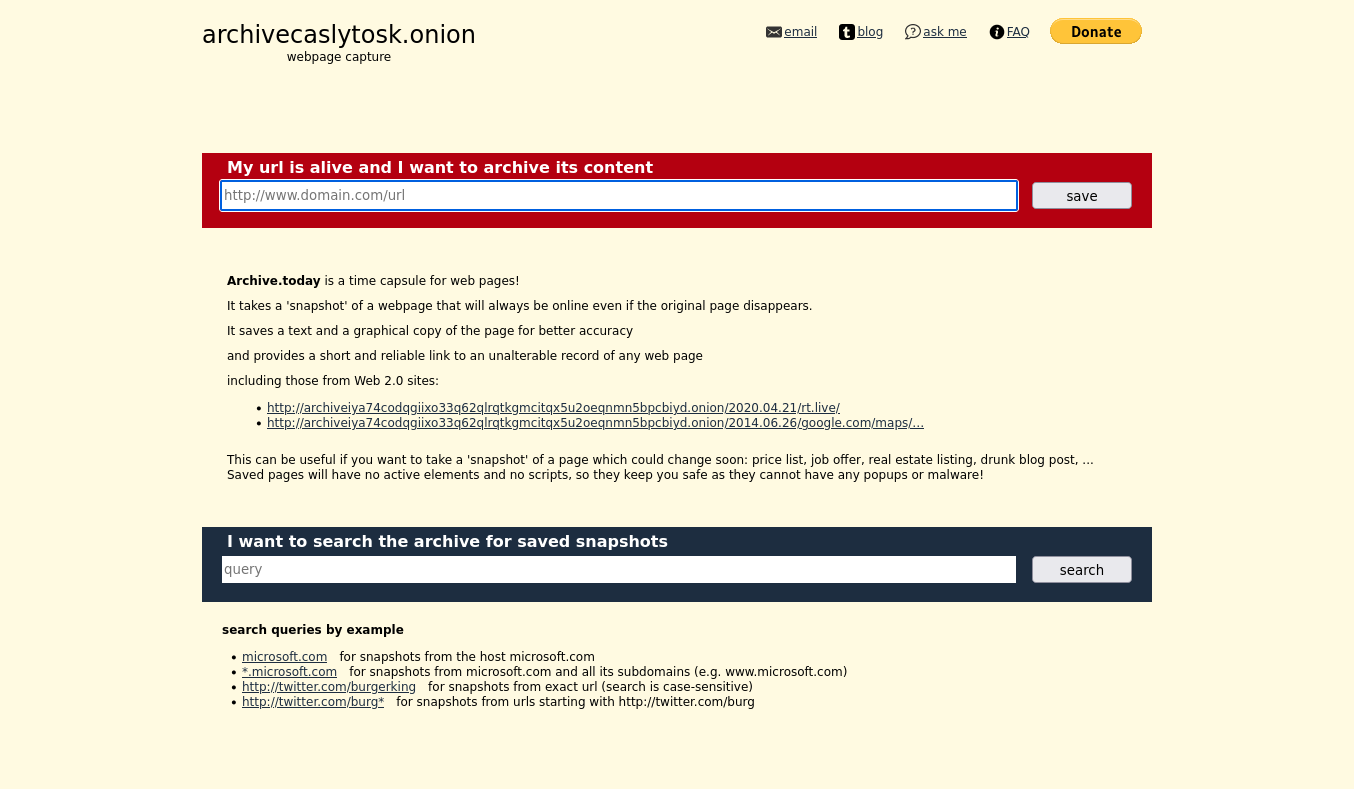 archivecaslytosk.onion
webpage capture
email blog ask me FAQ Donate
My url is alive and I want to archive its content
http://www.domain.com/url save
Archive.today is a time capsule for web pages!
It takes a 'snapshot' of a webpage that will always be online even if the original page disappears.
It saves a text and a graphical copy of the page for better accuracy
and provides a short and reliable link to an unalterable record of any web page
including those from Web 2.0 sites:
• http://archiveiya74codqgiixo33q62qlrqtkgmcitqx5u2oeqnmn5bpcbiyd.onion/2020.04.21/rt.live/
• http://archiveiya74codqgiixo33q62qlrqtkgmcitqx5u2oeqnmn5bpcbiyd.onion/2014.06.26/google.com/maps/...
This can be useful if you want to take a 'snapshot' of a page which could change soon: price list, job offer, real estate listing, drunk blog post, ...
Saved pages will have no active elements and no scripts, so they keep you safe as they cannot have any popups or malware!
I want to search the archive for saved snapshots
query search
search queries by example
• microsoft.com for snapshots from the host microsoft.com
• *.microsoft.com for snapshots from microsoft.com and all its subdomains (e.g. www.microsoft.com)
• http://twitter.com/burgerking for snapshots from exact url (search is case-sensitive)
• http://twitter.com/burg* for snapshots from urls starting with http://twitter.com/burg